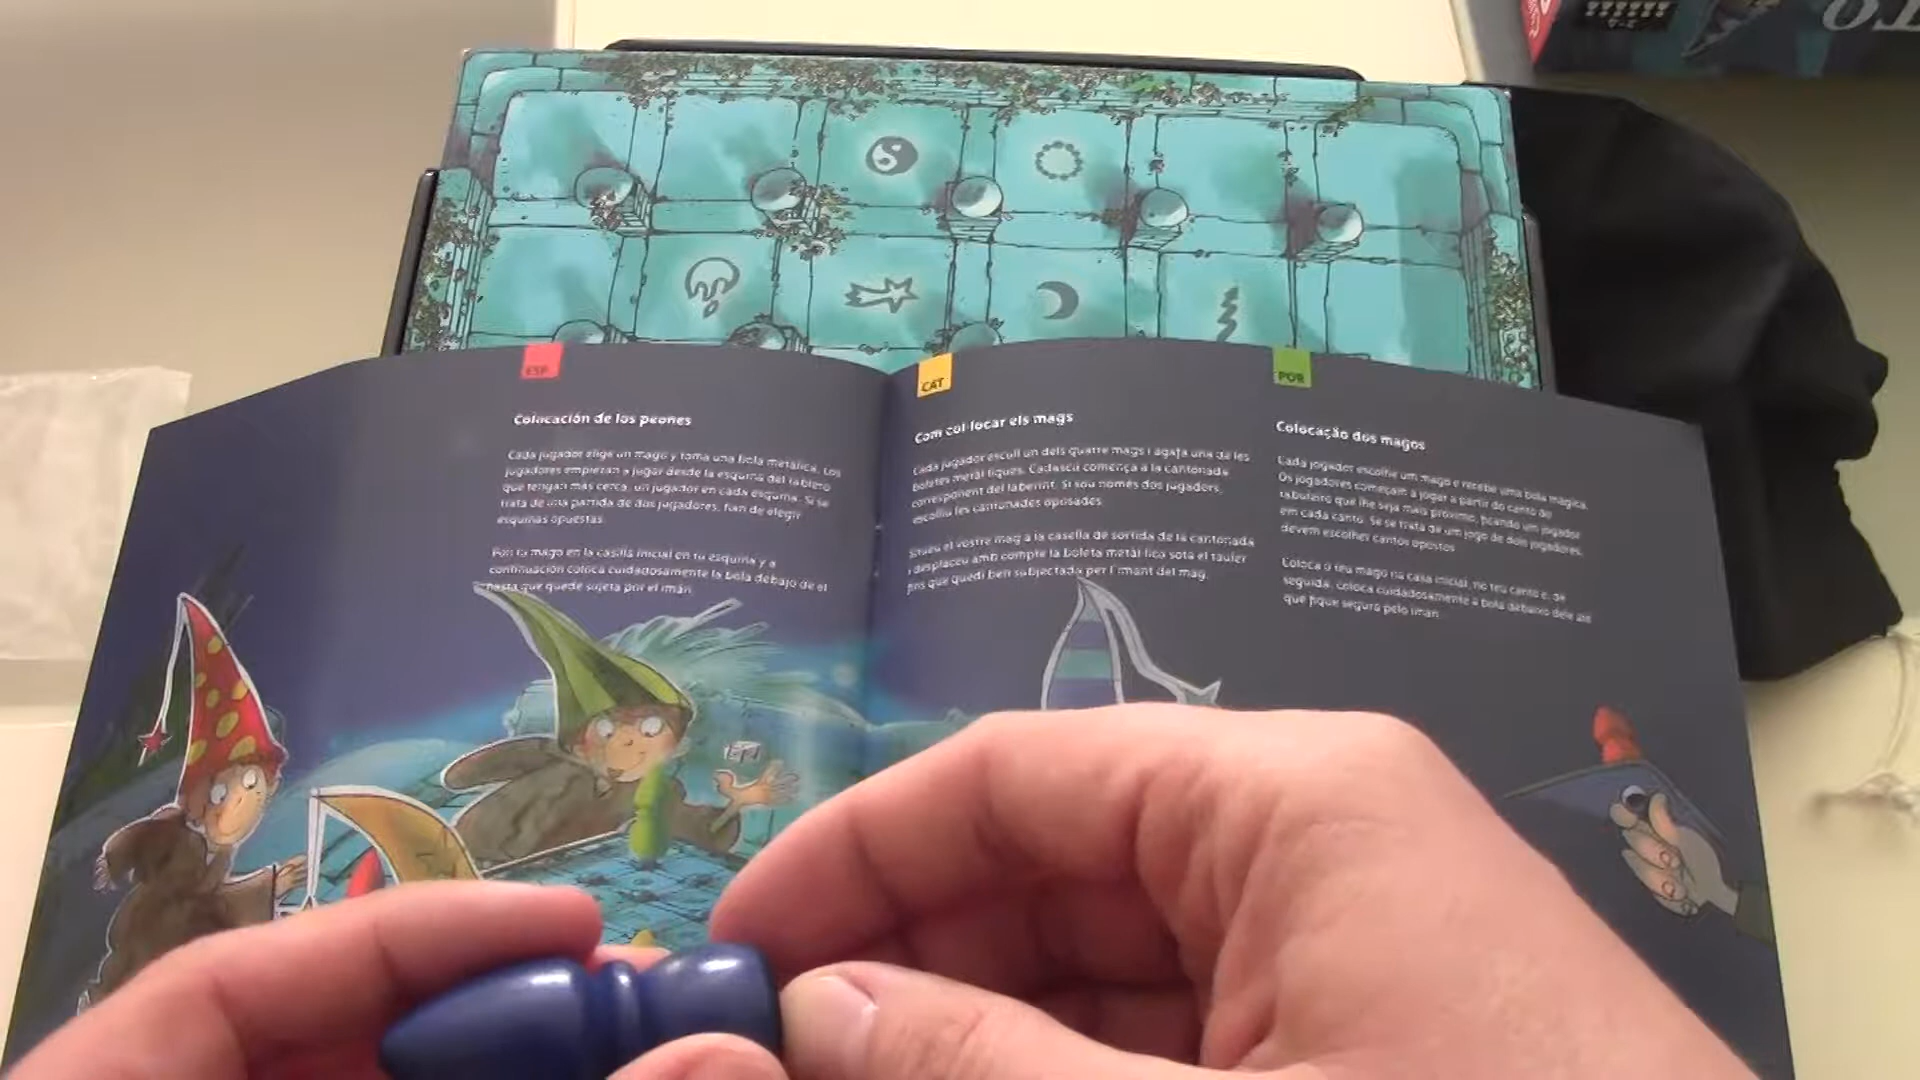 ESP
Colocación de los peones
Cada jugador elige un mago y toma una bola metálica. Los
jugadores empiezan a jugar desde la esquina del tablero
que tengan más cerca, un jugador en cada esquina. Si se
trata de una partida de dos jugadores, han de elegir
esquinas opuestas.
Pon tu mago en la casilla inicial en tu esquina y a
continuación coloca cuidadosamente la bola debajo de el
hasta que quede sujeta por el imán.
CAT
Com col·locar els mags
Cada jugador escull un dels quatre mags i agafa una de les
boletes metàl·liques. Cadascú comença a la cantonada
corresponent del laberint. Si sou només dos jugadors,
escolliu les cantonades oposades.
Situeu el vostre mag a la casella de sortida de la cantonada
i desplaceu amb compte la boleta metàl·lica sota el tauler
fins que quedi ben subjectada per l'imant del mag.
POR
Colocação dos magos
Cada jogador escolhe um mago e recebe uma bola mágica.
Os jogadores começam a jogar a partir do canto do
tabuleiro que lhe seja mais próximo, ficando um jogador
em cada canto. Se se trata de um jogo de dois jogadores,
devem escolher cantos opostos.
Coloca o teu mago na casa inicial, no teu canto e, de
seguida, coloca cuidadosamente a bola debaixo dele até
que fique segura pelo íman.